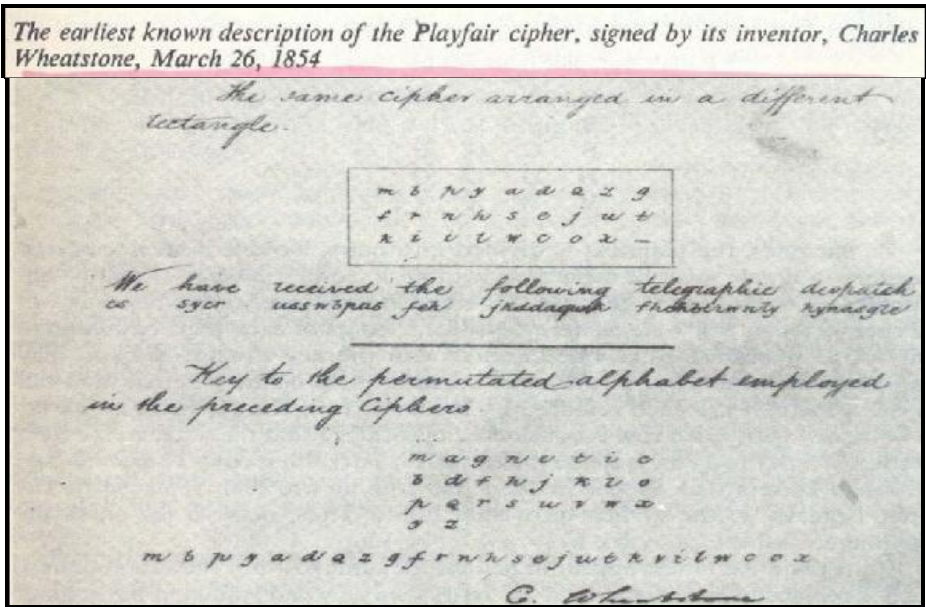 The earliest known description of the Playfair cipher, signed by its inventor, Charles
Wheatstone, March 26, 1854
The same cipher arranged in a different
rectangle.
m b p y a d q z g
f r n h s e j u t
k v i l w c o x –
We have received the following telegraphic despatch
cs sycr
Key to the permutated alphabet employed
in the preceding Ciphers
m a g n e t i c
b d f h j k l o
p q r s u v w x
y z
m b p y a d q z g f r n h s e j u t k v i l w c o x
C. Wheatstone